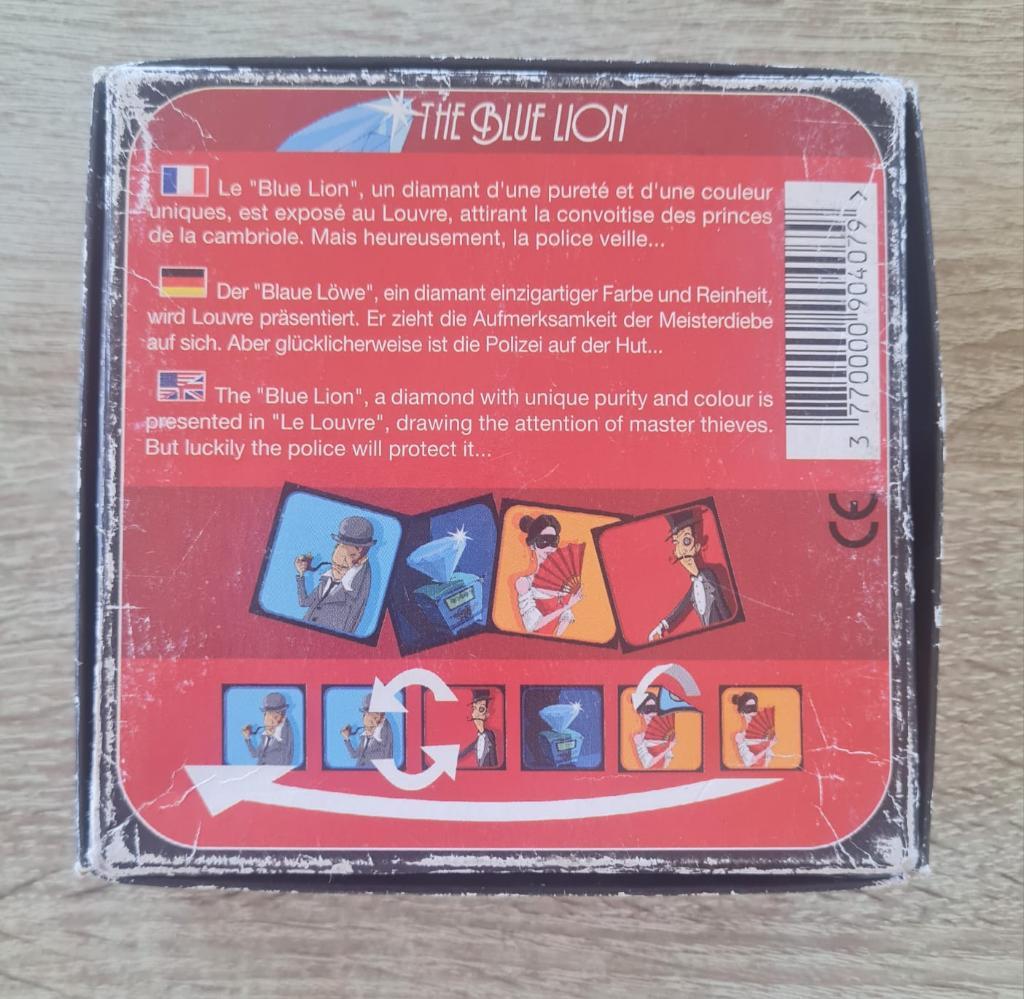 THE BLUE LION
Le "Blue Lion", un diamant d'une pureté et d'une couleur
uniques, est exposé au Louvre, attirant la convoitise des princes
de la cambriole. Mais heureusement, la police veille...
Der "Blaue Löwe", ein diamant einzigartiger Farbe und Reinheit,
wird Louvre präsentiert. Er zieht die Aufmerksamkeit der Meisterdiebe
auf sich. Aber glücklicherweise ist die Polizei auf der Hut...
The "Blue Lion", a diamond with unique purity and colour is
presented in "Le Louvre", drawing the attention of master thieves.
But luckily the police will protect it...
3 770000 904079 >
CE